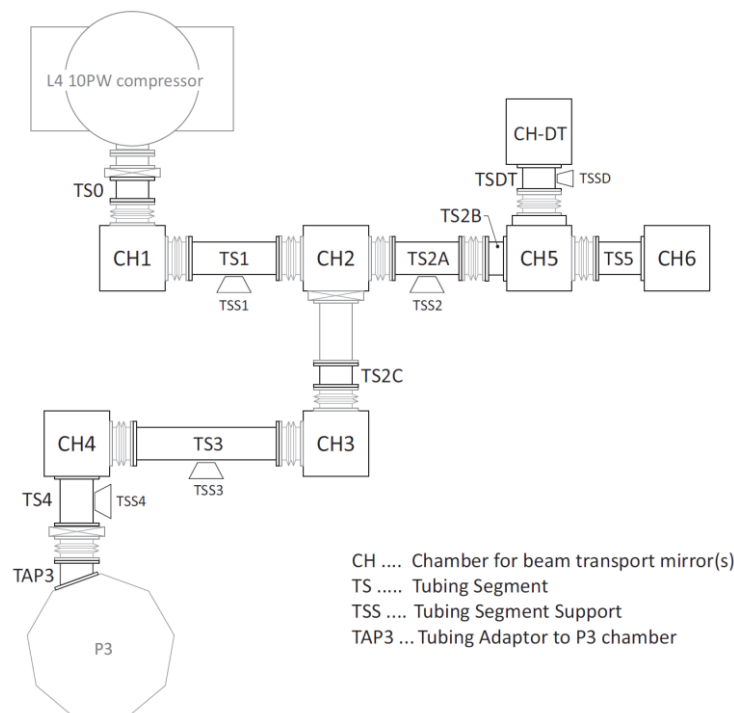 L4 10PW compressor
CH-DT
TSDT
TSSD
TS0
TS2B
CH1
TS1
CH2
TS2A
CH5
TS5
CH6
TSS1
TSS2
TS2C
CH4
TS3
CH3
TSS3
TS4
TSS4
TAP3
P3
CH .... Chamber for beam transport mirror(s)
TS ..... Tubing Segment
TSS .... Tubing Segment Support
TAP3 ... Tubing Adaptor to P3 chamber